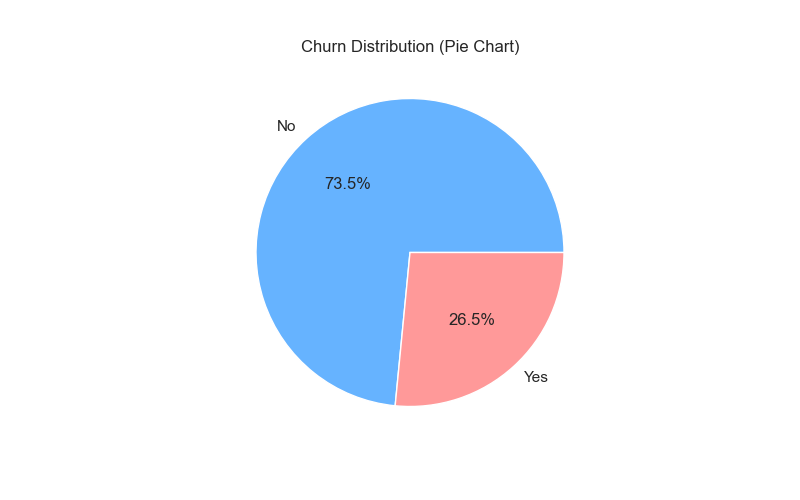 Churn Distribution (Pie Chart)
No
73.5%
26.5%
Yes